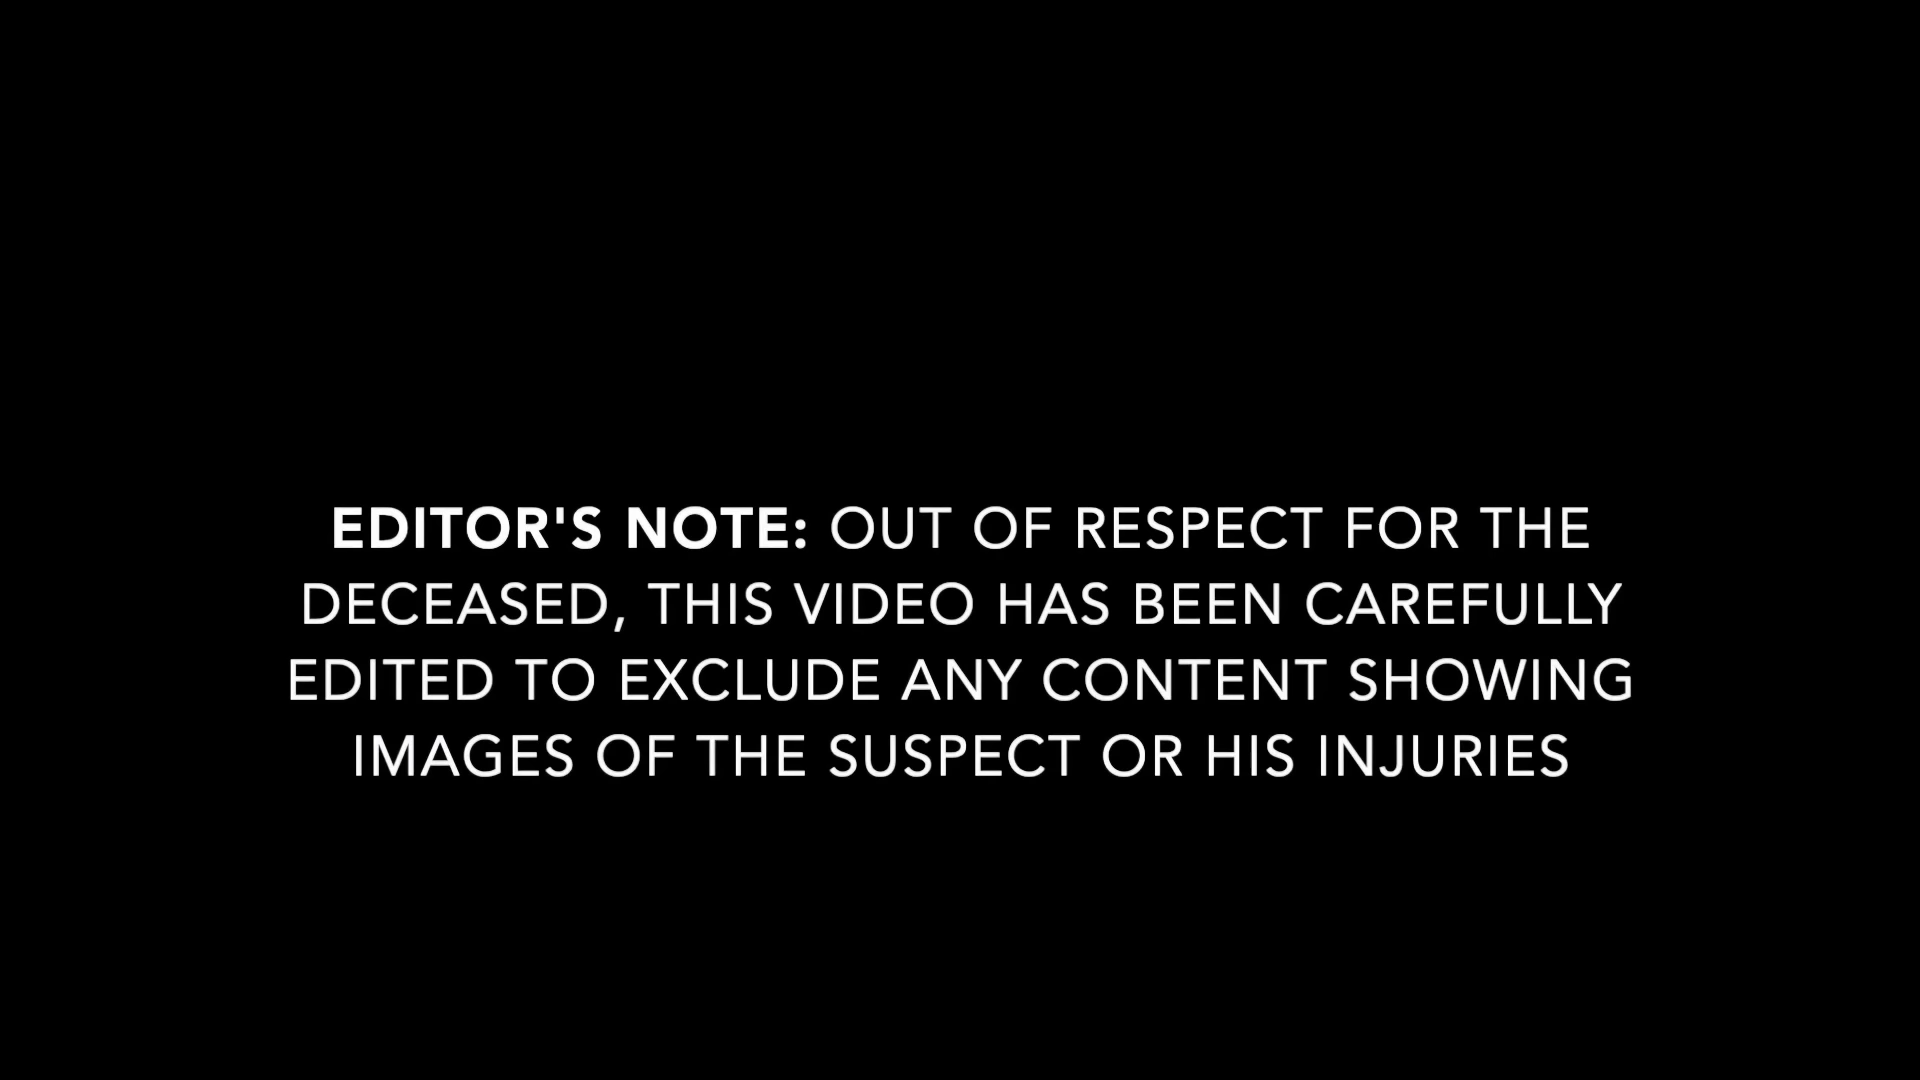 EDITOR'S NOTE: OUT OF RESPECT FOR THE
DECEASED, THIS VIDEO HAS BEEN CAREFULLY
EDITED TO EXCLUDE ANY CONTENT SHOWING
IMAGES OF THE SUSPECT OR HIS INJURIES